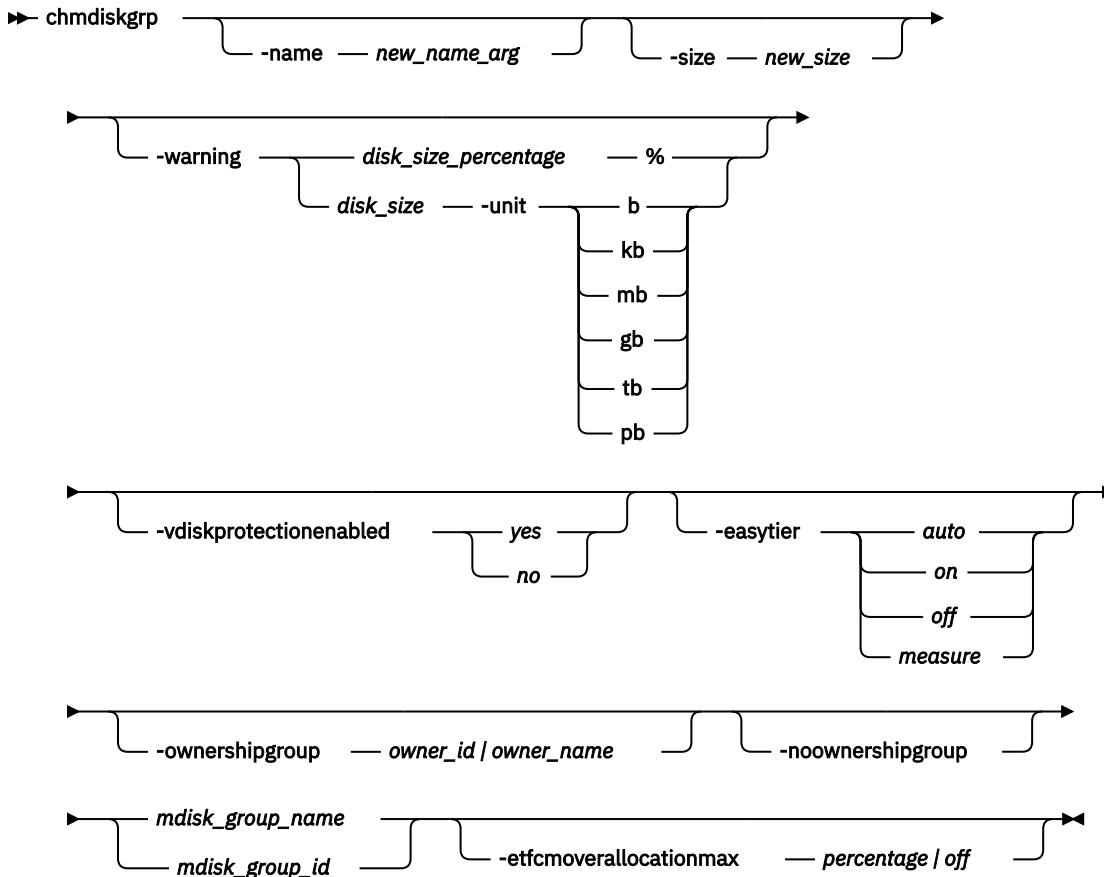 chmdiskgrp
-name new_name_arg
-size new_size
-warning disk_size_percentage %
disk_size -unit b
kb
mb
gb
tb
pb
-vdiskprotectionenabled yes
no
-easytier auto
on
off
measure
-ownershipgroup owner_id | owner_name
-noownershipgroup
mdisk_group_name
mdisk_group_id
-etfcmoverallocationmax percentage | off